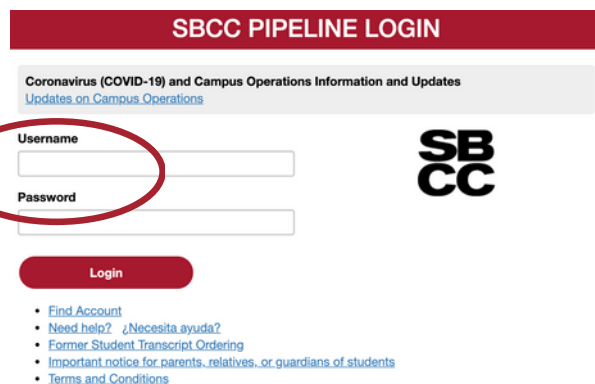 SBCC PIPELINE LOGIN
Coronavirus (COVID-19) and Campus Operations Information and Updates
Updates on Campus Operations
Username
SB
CC
Password
Login
Find Account
Need help? ¿Necesita ayuda?
Former Student Transcript Ordering
Important notice for parents, relatives, or guardians of students
Terms and Conditions